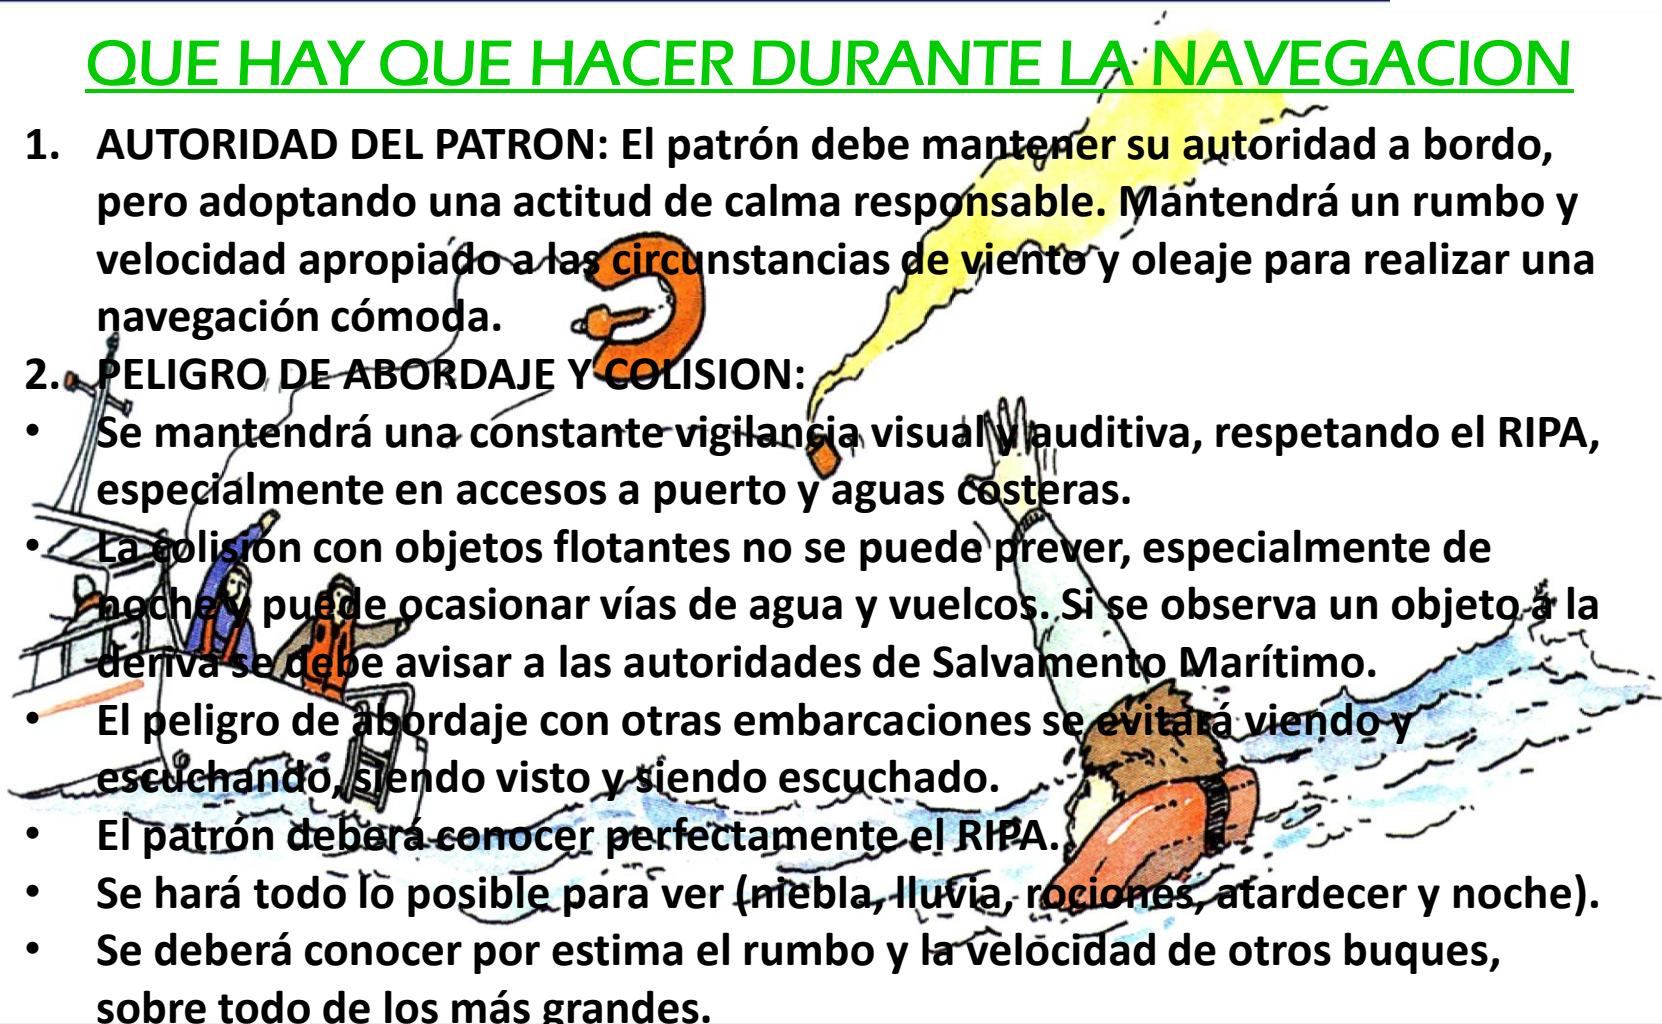 QUE HAY QUE HACER DURANTE LA NAVEGACION
1. AUTORIDAD DEL PATRON: El patrón debe mantener su autoridad a bordo,
pero adoptando una actitud de calma responsable. Mantendrá un rumbo y
velocidad apropiado a las circunstancias de viento y oleaje para realizar una
navegación cómoda.
2. PELIGRO DE ABORDAJE Y COLISION:
• Se mantendrá una constante vigilancia visual y auditiva, respetando el RIPA,
especialmente en accesos a puerto y aguas costeras.
• La colisión con objetos flotantes no se puede prever, especialmente de
noche y puede ocasionar vías de agua y vuelcos. Si se observa un objeto a la
deriva se debe avisar a las autoridades de Salvamento Marítimo.
• El peligro de abordaje con otras embarcaciones se evitará viendo y
escuchando, siendo visto y siendo escuchado.
• El patrón deberá conocer perfectamente el RIPA.
• Se hará todo lo posible para ver (niebla, lluvia, rociones, atardecer y noche).
• Se deberá conocer por estima el rumbo y la velocidad de otros buques,
sobre todo de los más grandes.